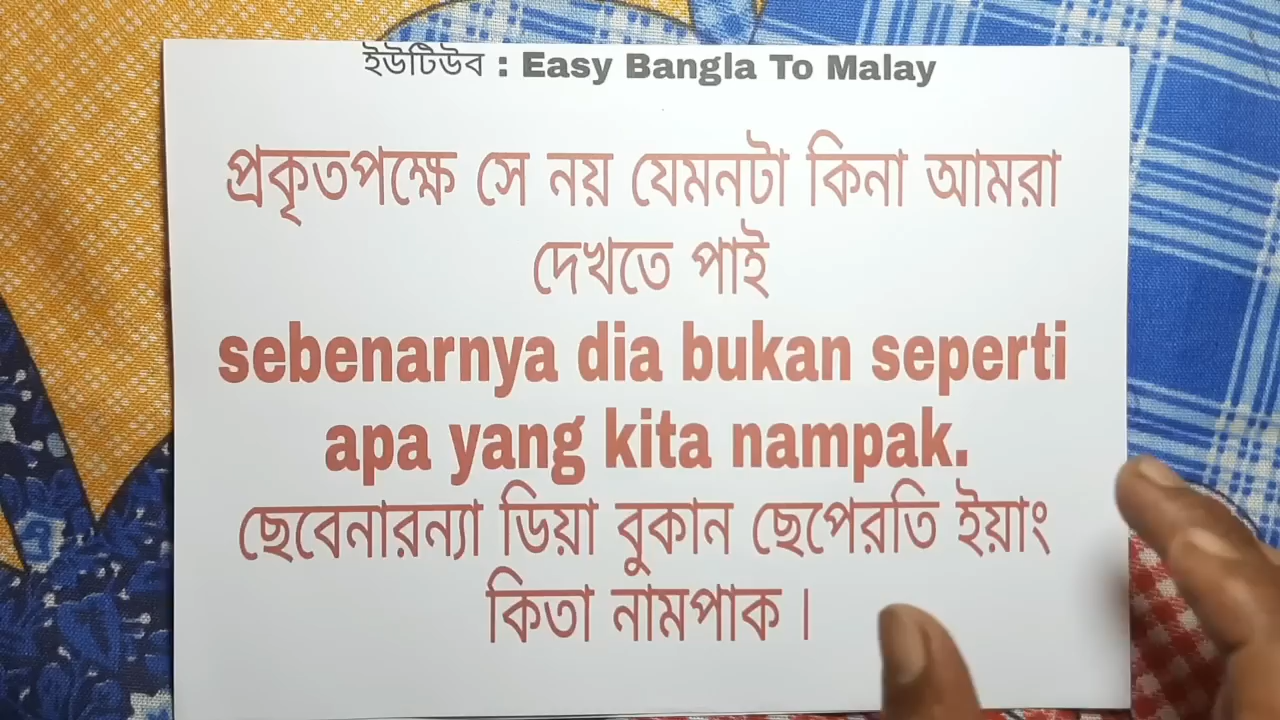 ইউটিউব : Easy Bangla To Malay
প্রকৃতপক্ষে সে নয় যেমনটা কিনা আমরা
দেখতে পাই
sebenarnya dia bukan seperti
apa yang kita nampak.
ছেবেনারন্যা ডিয়া বুকান ছেপেরতি ইয়াং
কিতা নামপাক।